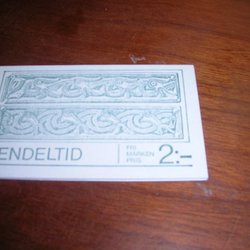 ENDELTID
FRI
MARKEN
PRIS
2:-